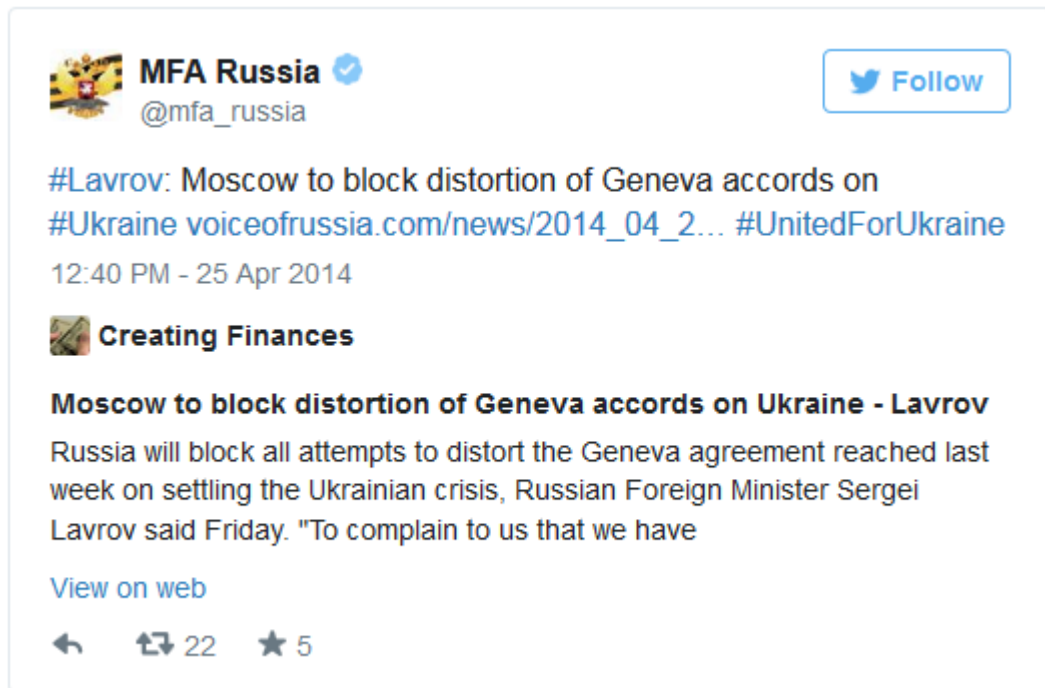 MFA Russia
@mfa_russia
Follow
#Lavrov: Moscow to block distortion of Geneva accords on
#Ukraine voiceofrussia.com/news/2014_04_2... #UnitedForUkraine
12:40 PM - 25 Apr 2014
Creating Finances
Moscow to block distortion of Geneva accords on Ukraine - Lavrov
Russia will block all attempts to distort the Geneva agreement reached last
week on settling the Ukrainian crisis, Russian Foreign Minister Sergei
Lavrov said Friday. "To complain to us that we have
View on web
22 5